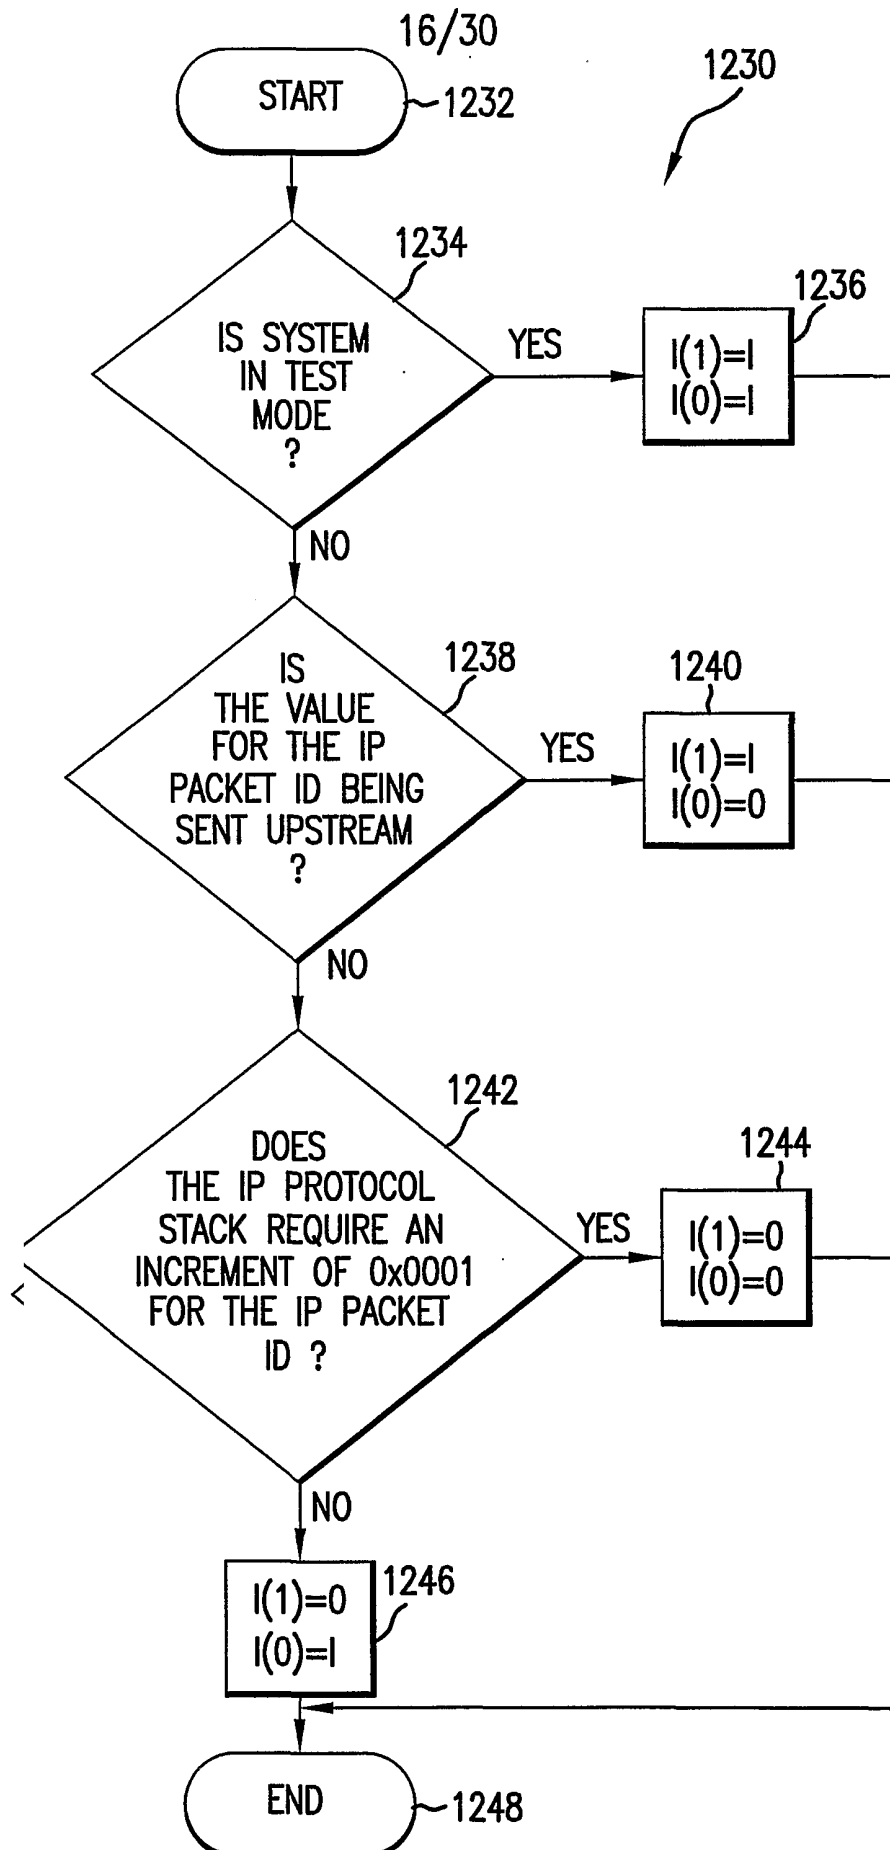 16/30
START
1232
1230
1234
IS SYSTEM
IN TEST
MODE
?
YES
1236
I(1)=I
I(0)=I
NO
1238
IS
THE VALUE
FOR THE IP
PACKET ID BEING
SENT UPSTREAM
?
YES
1240
I(1)=I
I(0)=0
NO
1242
DOES
THE IP PROTOCOL
STACK REQUIRE AN
INCREMENT OF 0x0001
FOR THE IP PACKET
ID ?
YES
1244
I(1)=0
I(0)=0
NO
1246
I(1)=0
I(0)=I
END
1248